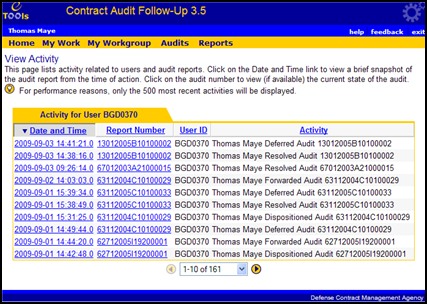 eTOOls
Contract Audit Follow-Up 3.5
Thomas Maye
help feedback exit
Home My Work My Workgroup Audits Reports
View Activity
This page lists activity related to users and audit reports. Click on the Date and Time link to view a brief snapshot of
the audit report from the time of action. Click on the audit number to view (if available) the current state of the audit.
For performance reasons, only the 500 most recent activities will be displayed.
Activity for User BGD0370
▼ Date and Time Report Number User ID Activity
2009-09-03 14:41:21.0 13012005B10100002 BGD0370 Thomas Maye Deferred Audit 13012005B10100002
2009-09-03 14:38:16.0 13012005B10100002 BGD0370 Thomas Maye Resolved Audit 13012005B10100002
2009-09-03 09:26:14.0 67012003A21000015 BGD0370 Thomas Maye Resolved Audit 67012003A21000015
2009-09-02 14:03:03.0 63112004C10100029 BGD0370 Thomas Maye Forwarded Audit 63112004C10100029
2009-09-01 15:39:34.0 63112005C10100033 BGD0370 Thomas Maye Deferred Audit 63112005C10100033
2009-09-01 15:38:49.0 63112005C10100033 BGD0370 Thomas Maye Resolved Audit 63112005C10100033
2009-09-01 15:31:25.0 63112004C10100029 BGD0370 Thomas Maye Dispositioned Audit 63112004C10100029
2009-09-01 14:49:44.0 63112004C10100029 BGD0370 Thomas Maye Deferred Audit 63112004C10100029
2009-09-01 14:44:20.0 62712005I19200001 BGD0370 Thomas Maye Forwarded Audit 62712005I19200001
2009-09-01 14:42:48.0 62712005I19200001 BGD0370 Thomas Maye Dispositioned Audit 62712005I19200001
1-10 of 161
Defense Contract Management Agency